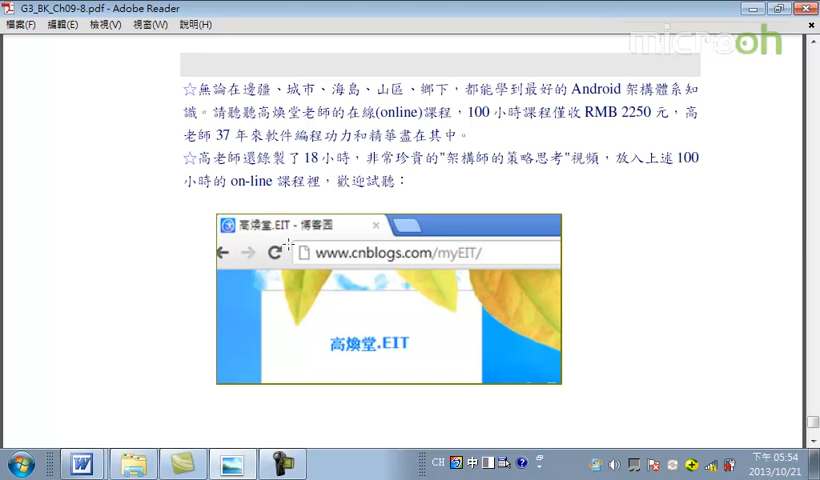 G3_BK_Ch09-8.pdf - Adobe Reader
檔案(F) 編輯(E) 檢視(V) 視窗(W) 說明(H)
microoh
☆無論在邊疆、城市、海島、山區、鄉下，都能學到最好的 Android 架構體系知
識。請聽聽高煥堂老師的在線(online)課程，100 小時課程僅收 RMB 2250 元，高
老師 37 年來軟件編程功力和精華盡在其中。
☆高老師還錄製了 18 小時，非常珍貴的"架構師的策略思考"視頻，放入上述 100
小時的 on-line 課程裡，歡迎試聽：
高煥堂.EIT - 博客园
www.cnblogs.com/myEIT/
高煥堂.EIT
CH 中
下午 05:54
2013/10/21